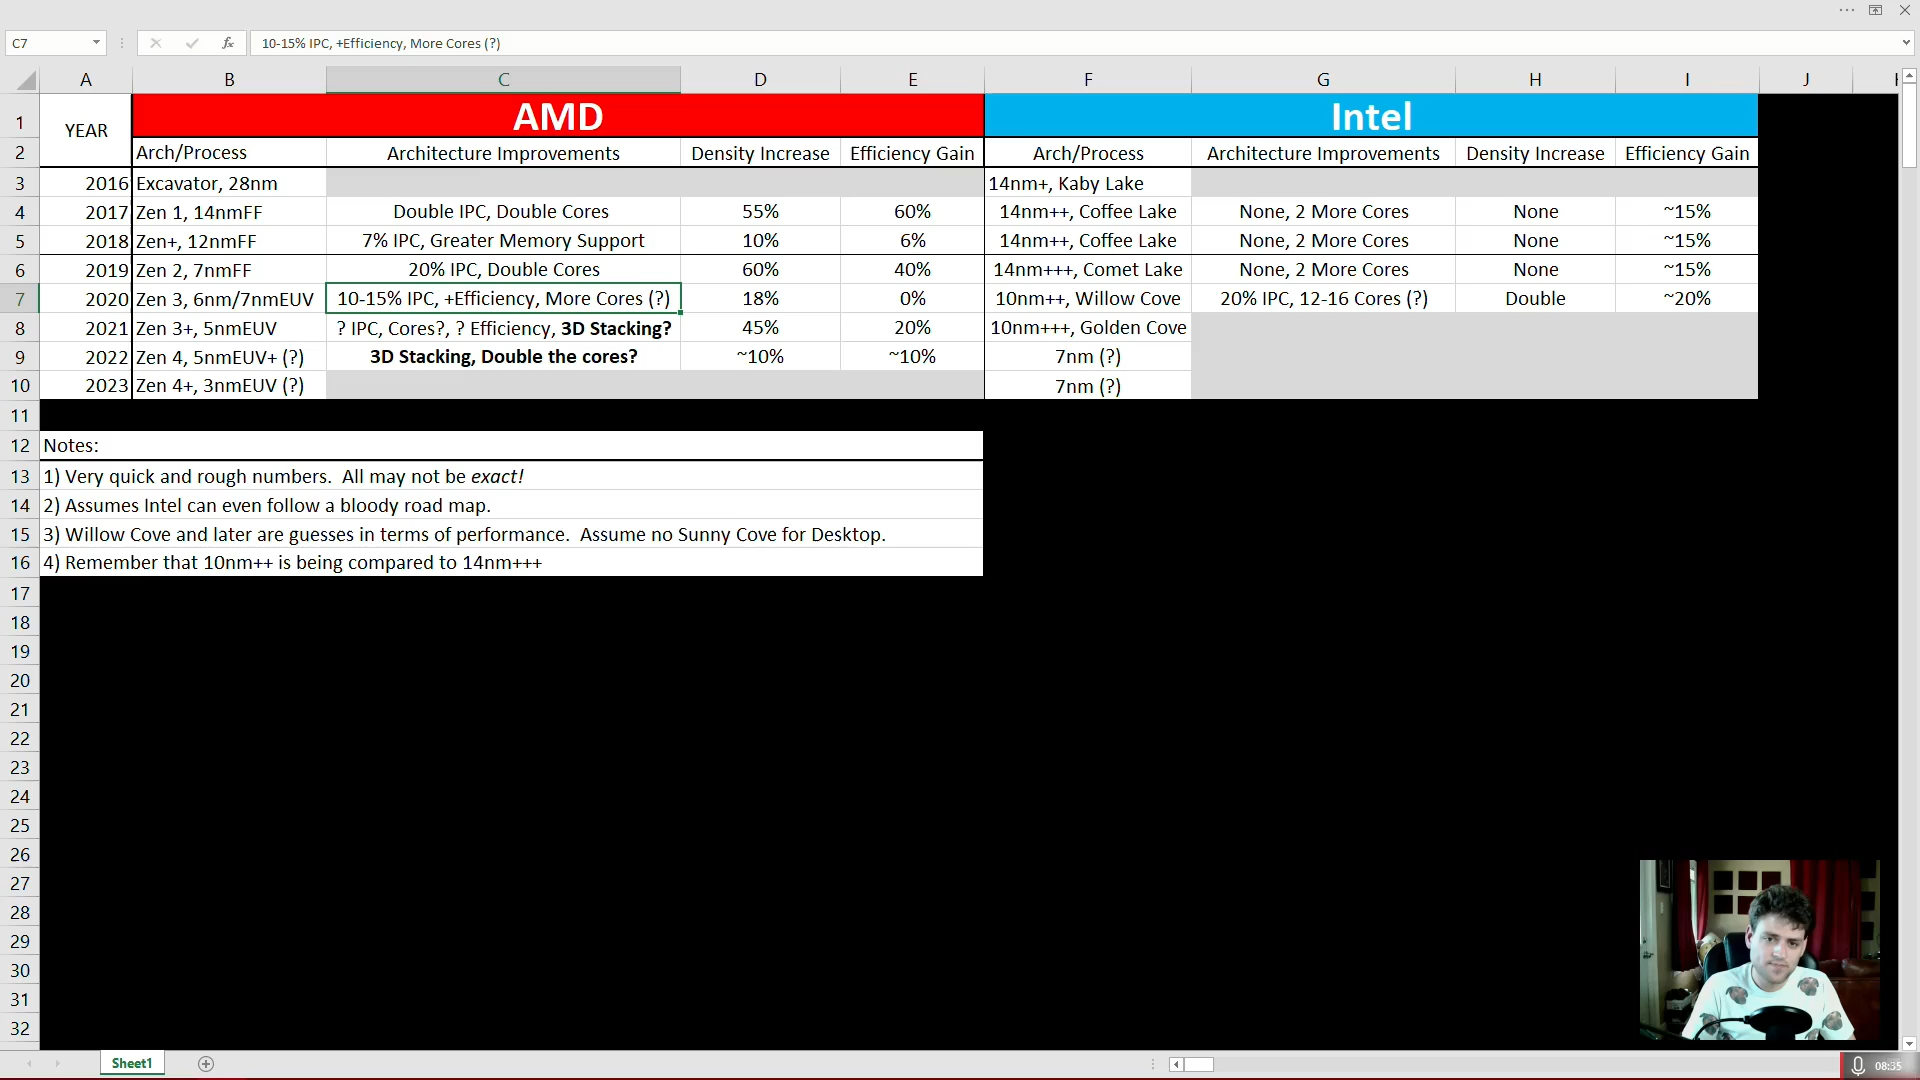 C7
fx
10-15% IPC, +Efficiency, More Cores (?)
A B C D E F G H I J
1 YEAR AMD Intel
2 Arch/Process Architecture Improvements Density Increase Efficiency Gain Arch/Process Architecture Improvements Density Increase Efficiency Gain
3 2016 Excavator, 28nm 14nm+, Kaby Lake
4 2017 Zen 1, 14nmFF Double IPC, Double Cores 55% 60% 14nm++, Coffee Lake None, 2 More Cores None ~15%
5 2018 Zen+, 12nmFF 7% IPC, Greater Memory Support 10% 6% 14nm++, Coffee Lake None, 2 More Cores None ~15%
6 2019 Zen 2, 7nmFF 20% IPC, Double Cores 60% 40% 14nm+++, Comet Lake None, 2 More Cores None ~15%
7 2020 Zen 3, 6nm/7nmEUV 10-15% IPC, +Efficiency, More Cores (?) 18% 0% 10nm++, Willow Cove 20% IPC, 12-16 Cores (?) Double ~20%
8 2021 Zen 3+, 5nmEUV ? IPC, Cores?, ? Efficiency, 3D Stacking? 45% 20% 10nm+++, Golden Cove
9 2022 Zen 4, 5nmEUV+ (?) 3D Stacking, Double the cores? ~10% ~10% 7nm (?)
10 2023 Zen 4+, 3nmEUV (?) 7nm (?)
11
12 Notes:
13 1) Very quick and rough numbers.  All may not be exact!
14 2) Assumes Intel can even follow a bloody road map.
15 3) Willow Cove and later are guesses in terms of performance.  Assume no Sunny Cove for Desktop.
16 4) Remember that 10nm++ is being compared to 14nm+++
17
18
19
20
21
22
23
24
25
26
27
28
29
30
31
32
Sheet1
08:35